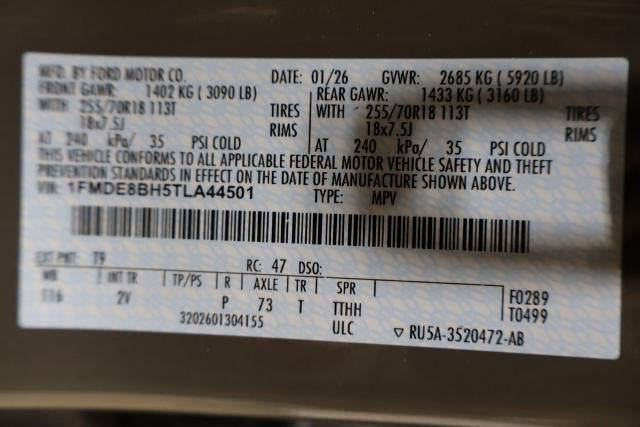 MFD. BY FORD MOTOR CO. DATE: 01/26 GVWR: 2685 KG ( 5920 LB)
FRONT GAWR: 1402 KG ( 3090 LB) REAR GAWR: 1433 KG ( 3160 LB)
WITH 255/70R18 113T TIRES WITH 255/70R18 113T TIRES
18x7.5J RIMS 18x7.5J RIMS
AT 240 kPa/ 35 PSI COLD AT 240 kPa/ 35 PSI COLD
THIS VEHICLE CONFORMS TO ALL APPLICABLE FEDERAL MOTOR VEHICLE SAFETY AND THEFT
PREVENTION STANDARDS IN EFFECT ON THE DATE OF MANUFACTURE SHOWN ABOVE.
VIN: 1FMDE8BH5TLA44501 TYPE: MPV
EXT PNT: T9 RC: 47 DSO:
WB INT TR TP/PS R AXLE TR SPR
116 2V P 73 T TTHH F0289
3202601304155 ULC T0499
▽ RU5A-3520472-AB